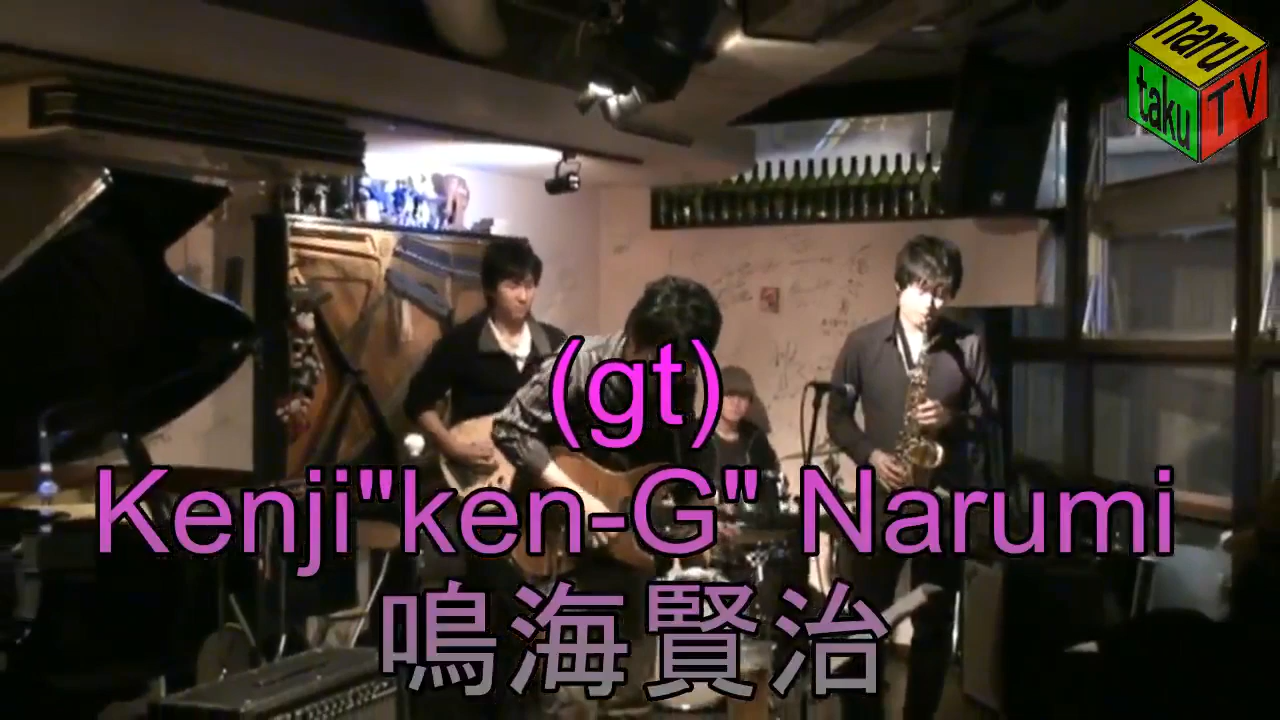 naru
taku
TV
(gt)
Kenji"ken-G" Narumi
鳴海賢治